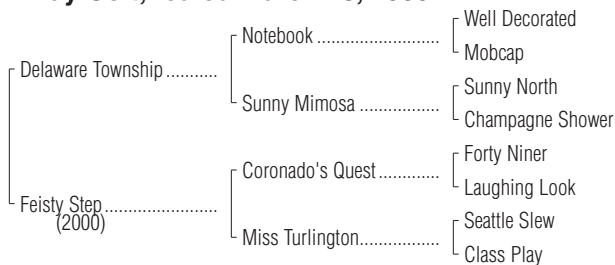 Well Decorated
Notebook
Mobcap
Delaware Township
Sunny North
Sunny Mimosa
Champagne Shower
Forty Niner
Coronado's Quest
Laughing Look
Feisty Step
(2000)
Seattle Slew
Miss Turlington
Class Play